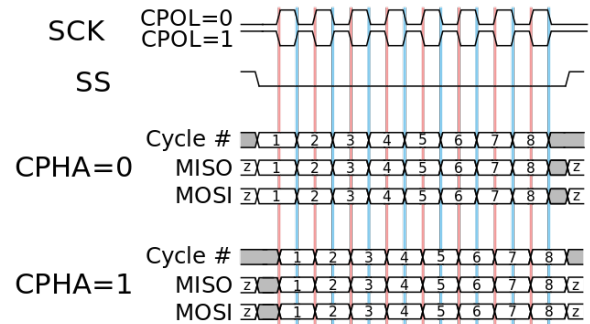 SCK CPOL=0
CPOL=1
SS
Cycle # 1 2 3 4 5 6 7 8
CPHA=0 MISO z 1 2 3 4 5 6 7 8 z
MOSI z 1 2 3 4 5 6 7 8 z
Cycle # 1 2 3 4 5 6 7 8
CPHA=1 MISO z 1 2 3 4 5 6 7 8 z
MOSI z 1 2 3 4 5 6 7 8 z